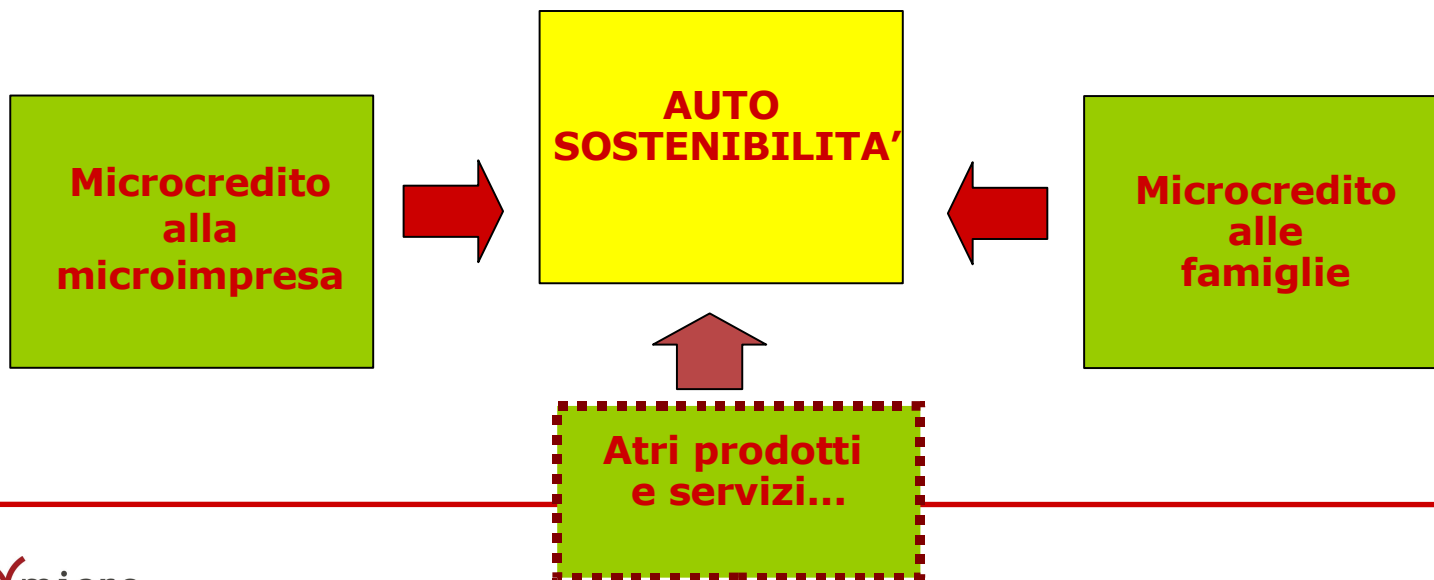 AUTO
SOSTENIBILITA’
Microcredito
alla
microimpresa
Microcredito
alle
famiglie
Atri prodotti
e servizi…